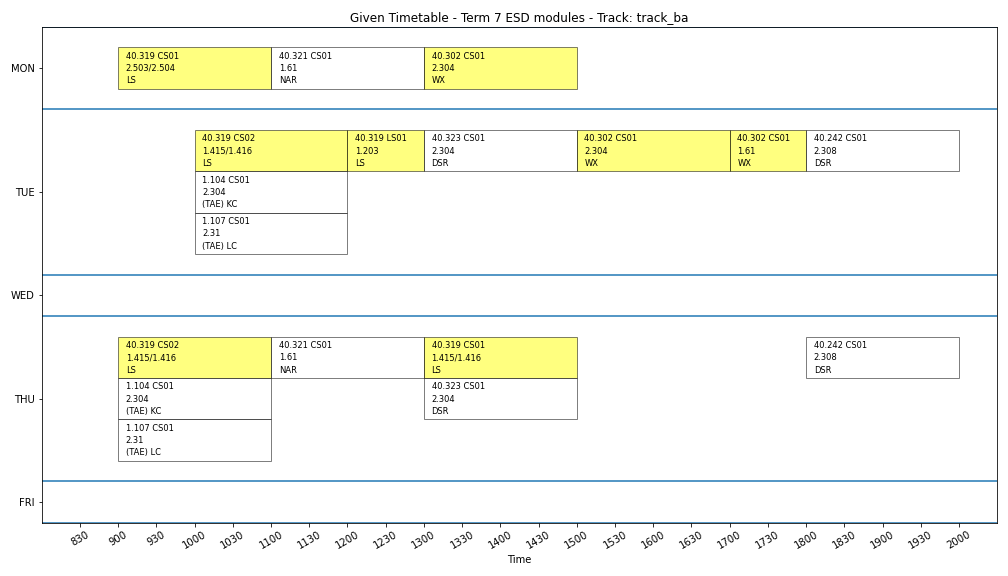 Given Timetable - Term 7 ESD modules - Track: track_ba
MON
40.319 CS01
2.503/2.504
LS
40.321 CS01
1.61
NAR
40.302 CS01
2.304
WX
TUE
40.319 CS02
1.415/1.416
LS
40.319 LS01
1.203
LS
40.323 CS01
2.304
DSR
40.302 CS01
2.304
WX
40.302 CS01
1.61
WX
40.242 CS01
2.308
DSR
1.104 CS01
2.304
(TAE) KC
1.107 CS01
2.31
(TAE) LC
WED
THU
40.319 CS02
1.415/1.416
LS
40.321 CS01
1.61
NAR
40.319 CS01
1.415/1.416
LS
40.242 CS01
2.308
DSR
1.104 CS01
2.304
(TAE) KC
40.323 CS01
2.304
DSR
1.107 CS01
2.31
(TAE) LC
FRI
830 900 930 1000 1030 1100 1130 1200 1230 1300 1330 1400 1430 1500 1530 1600 1630 1700 1730 1800 1830 1900 1930 2000
Time